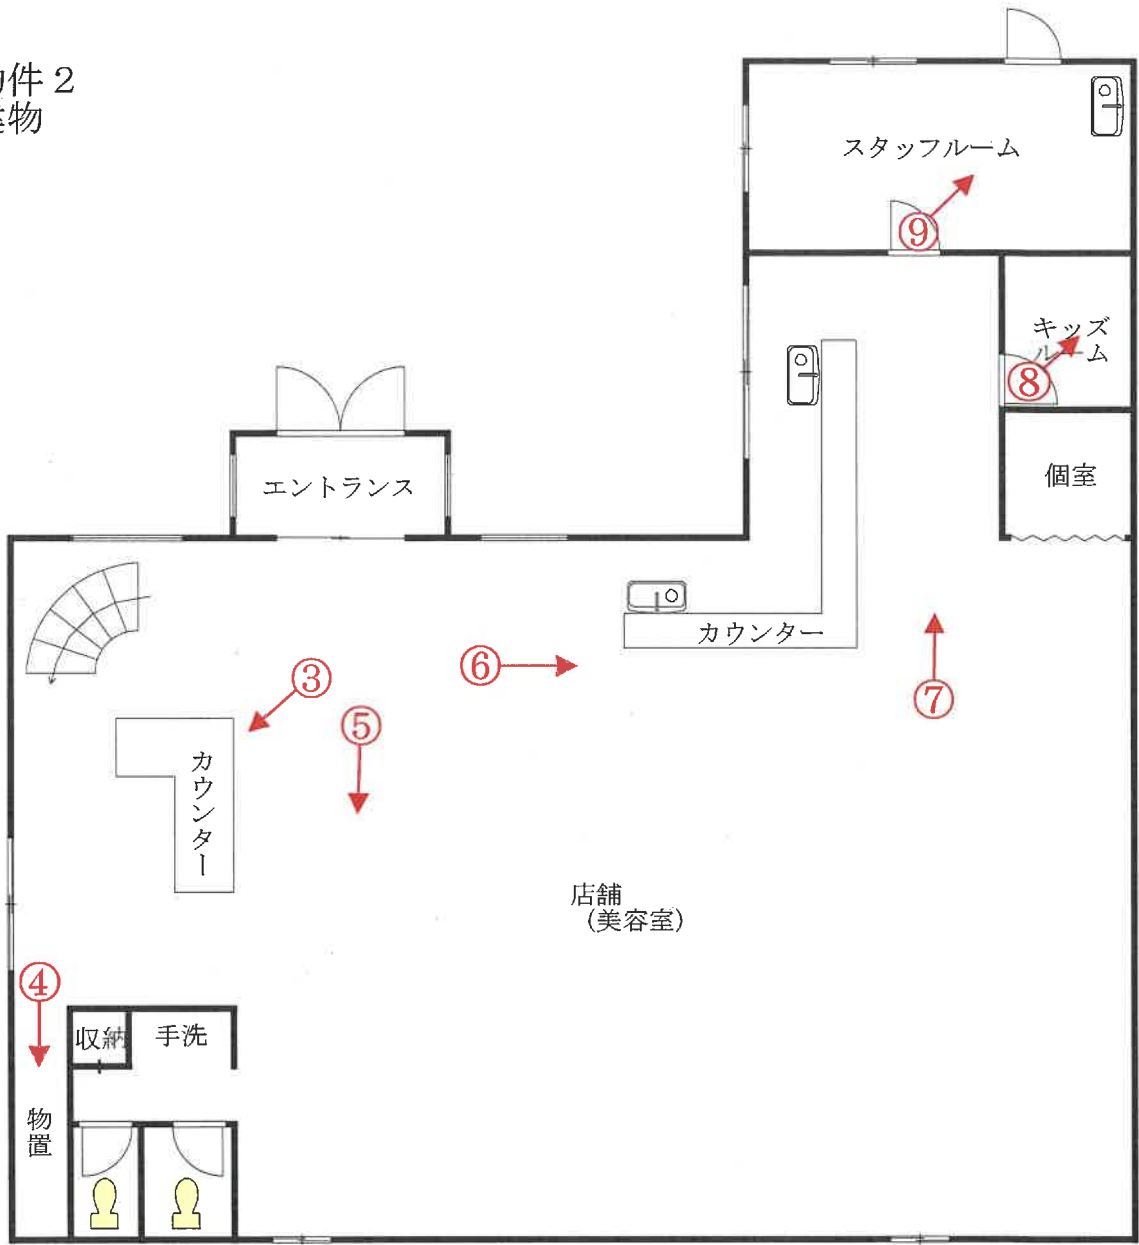 件２
物
スタッフルーム
⑨
キッズ
ルーム
⑧
個室
エントランス
カウンター
⑥
⑦
③
⑤
カウンター
店舗
（美容室）
④
収納
手洗
物置